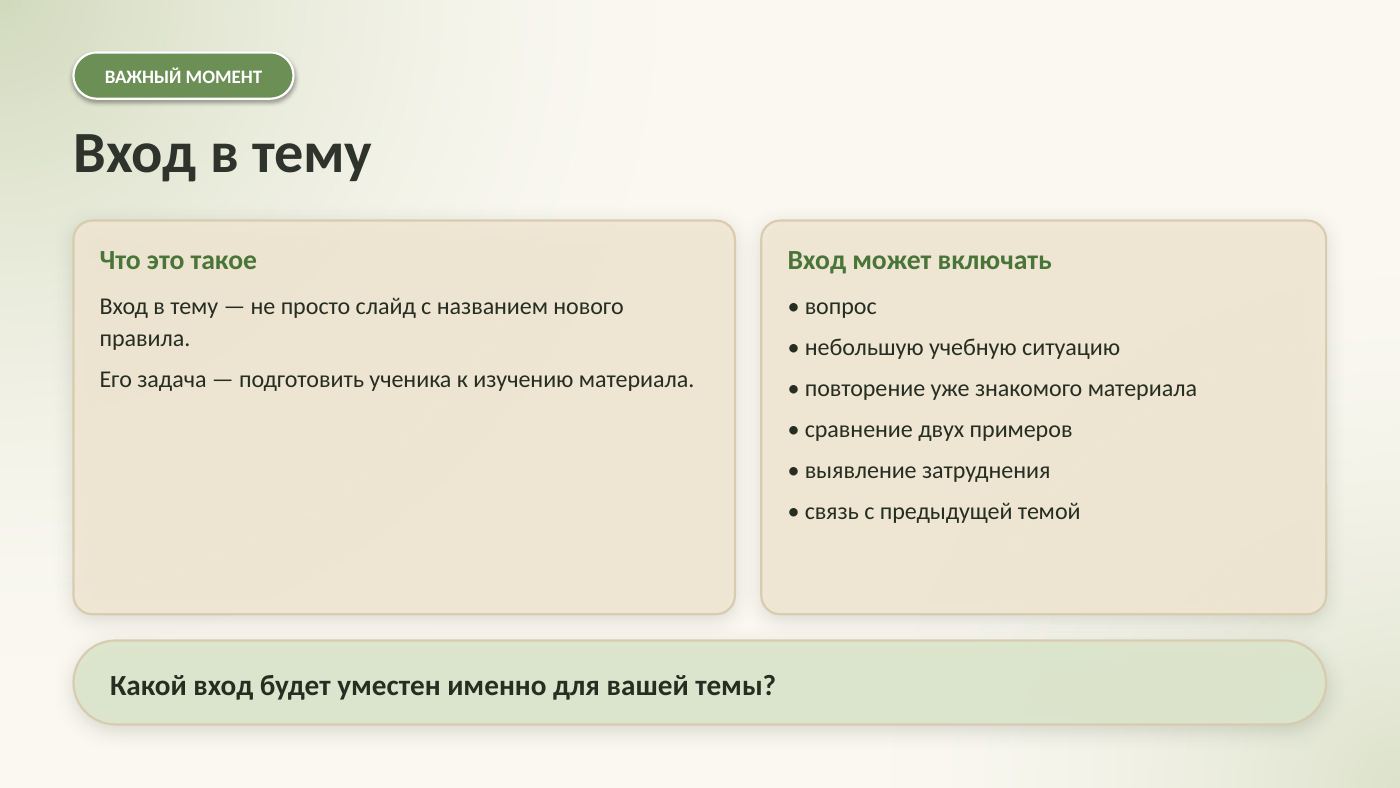 ВАЖНЫЙ МОМЕНТ
Вход в тему
Что это такое
Вход в тему — не просто слайд с названием нового
правила.
Его задача — подготовить ученика к изучению материала.
Вход может включать
• вопрос
• небольшую учебную ситуацию
• повторение уже знакомого материала
• сравнение двух примеров
• выявление затруднения
• связь с предыдущей темой
Какой вход будет уместен именно для вашей темы?